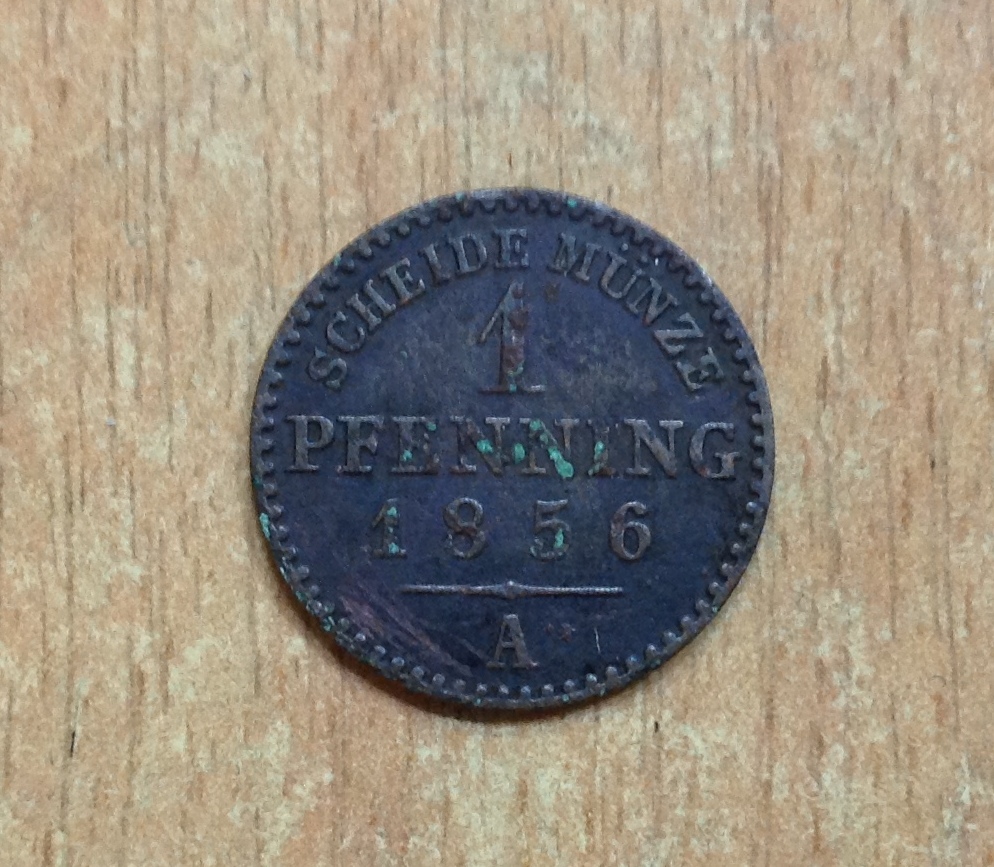 SCHEIDE MÜNZE
1
PFENNING
1856
A